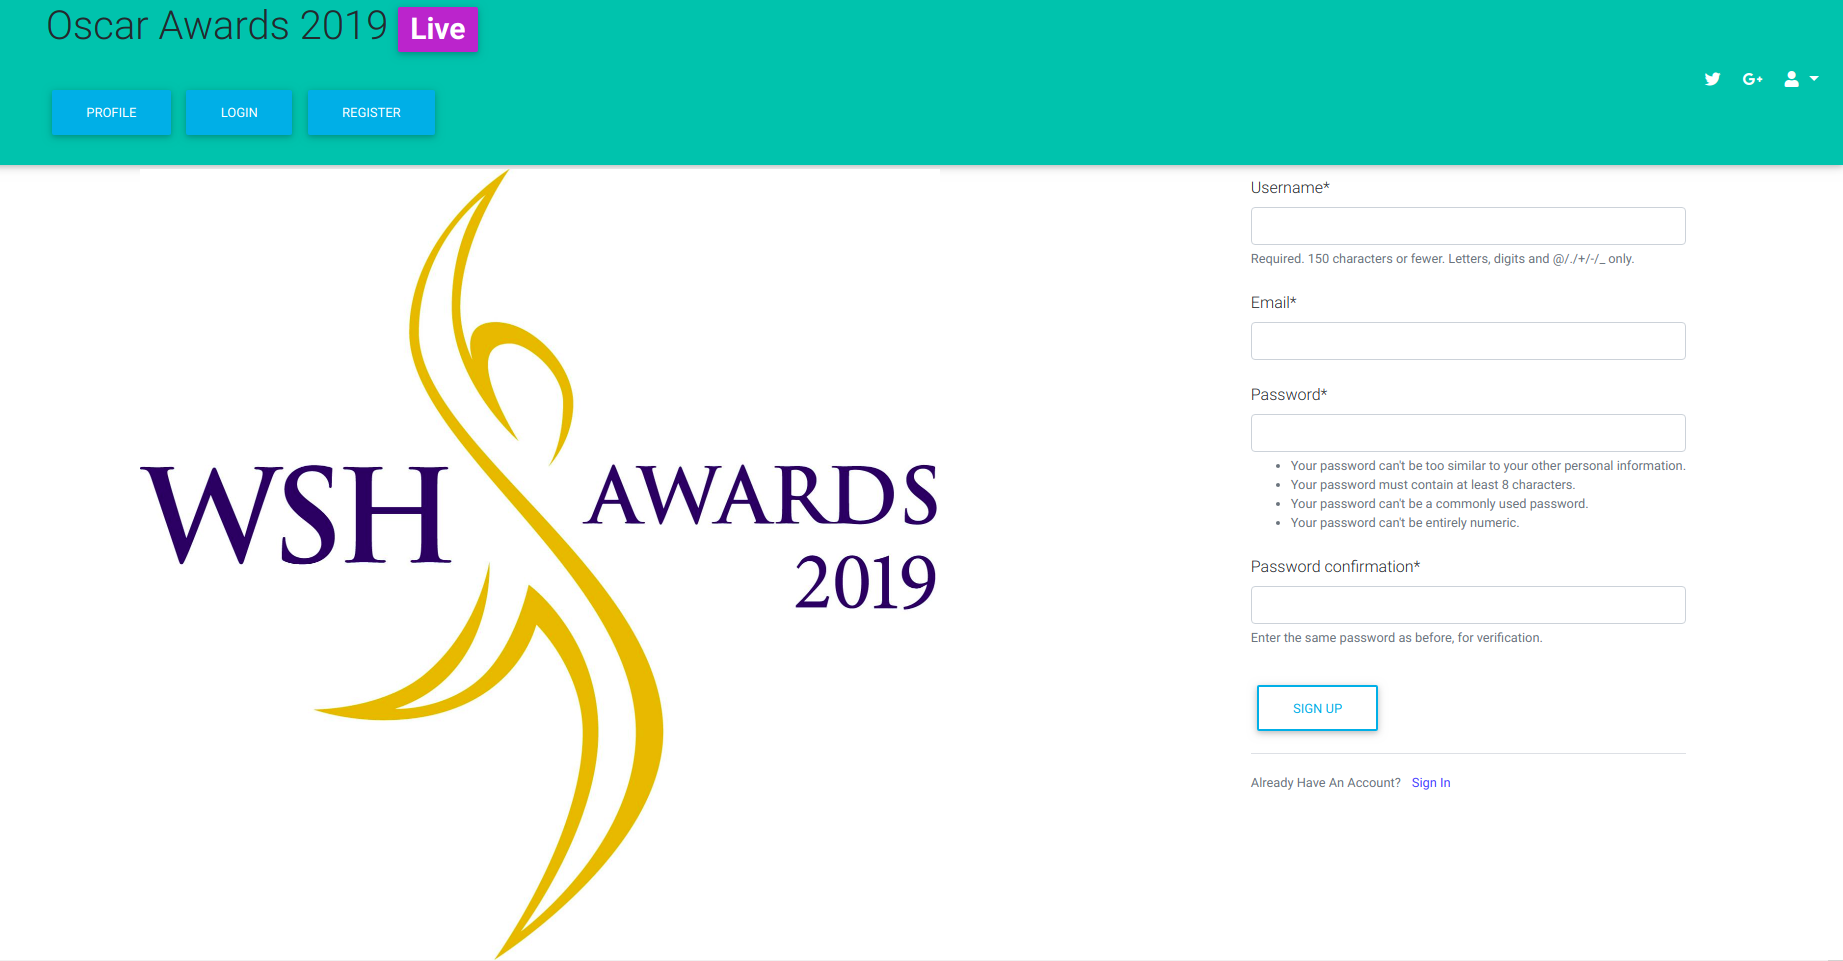 Oscar Awards 2019 Live
PROFILE LOGIN REGISTER
G+
WSH AWARDS
2019
Username*
Required. 150 characters or fewer. Letters, digits and @/./+/-/_ only.
Email*
Password*
Your password can't be too similar to your other personal information.
Your password must contain at least 8 characters.
Your password can't be a commonly used password.
Your password can't be entirely numeric.
Password confirmation*
Enter the same password as before, for verification.
SIGN UP
Already Have An Account? Sign In